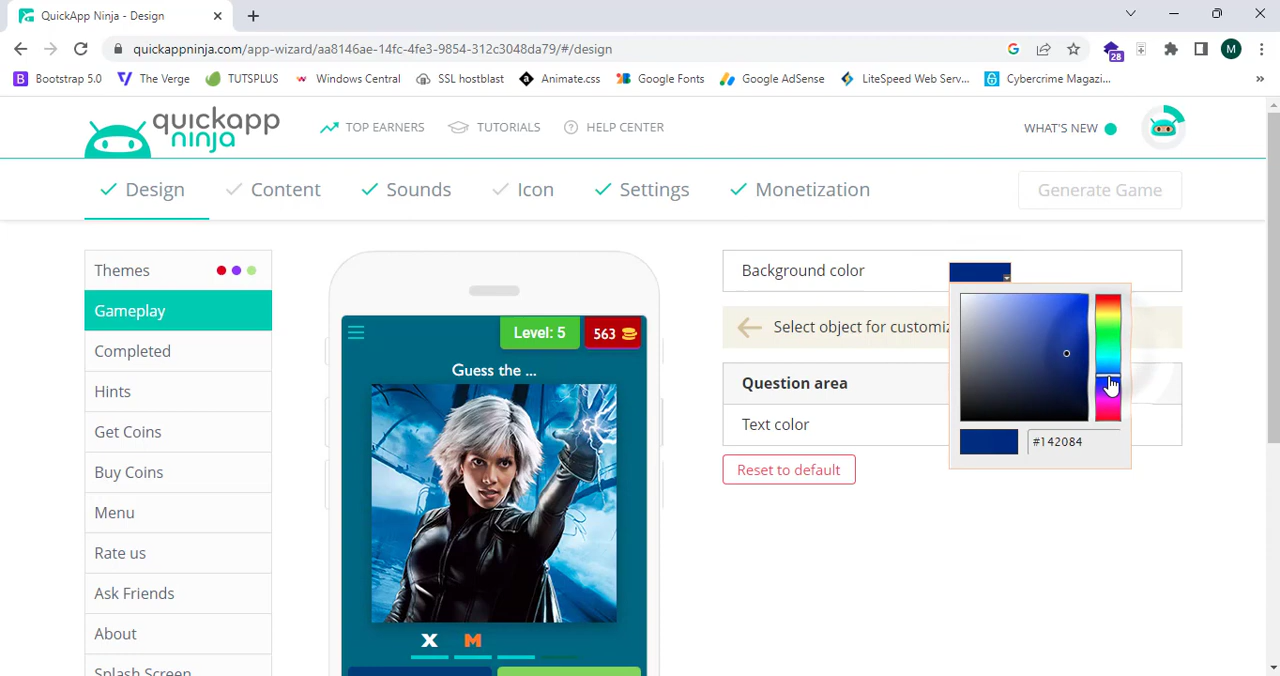 QuickApp Ninja - Design
quickappninja.com/app-wizard/aa8146ae-14fc-4fe3-9854-312c3048da79/#/design
28
M
Bootstrap 5.0
The Verge
TUTSPLUS
Windows Central
SSL hostblast
Animate.css
Google Fonts
Google AdSense
LiteSpeed Web Serv...
Cybercrime Magazi...
»
quickapp
ninja
TOP EARNERS
TUTORIALS
HELP CENTER
WHAT'S NEW
Design
Content
Sounds
Icon
Settings
Monetization
Generate Game
Themes
Gameplay
Completed
Hints
Get Coins
Buy Coins
Menu
Rate us
Ask Friends
About
Splash Screen
Level: 5
563
Guess the ...
X M
Background color
Select object for customiz
Question area
Text color
Reset to default
#142084